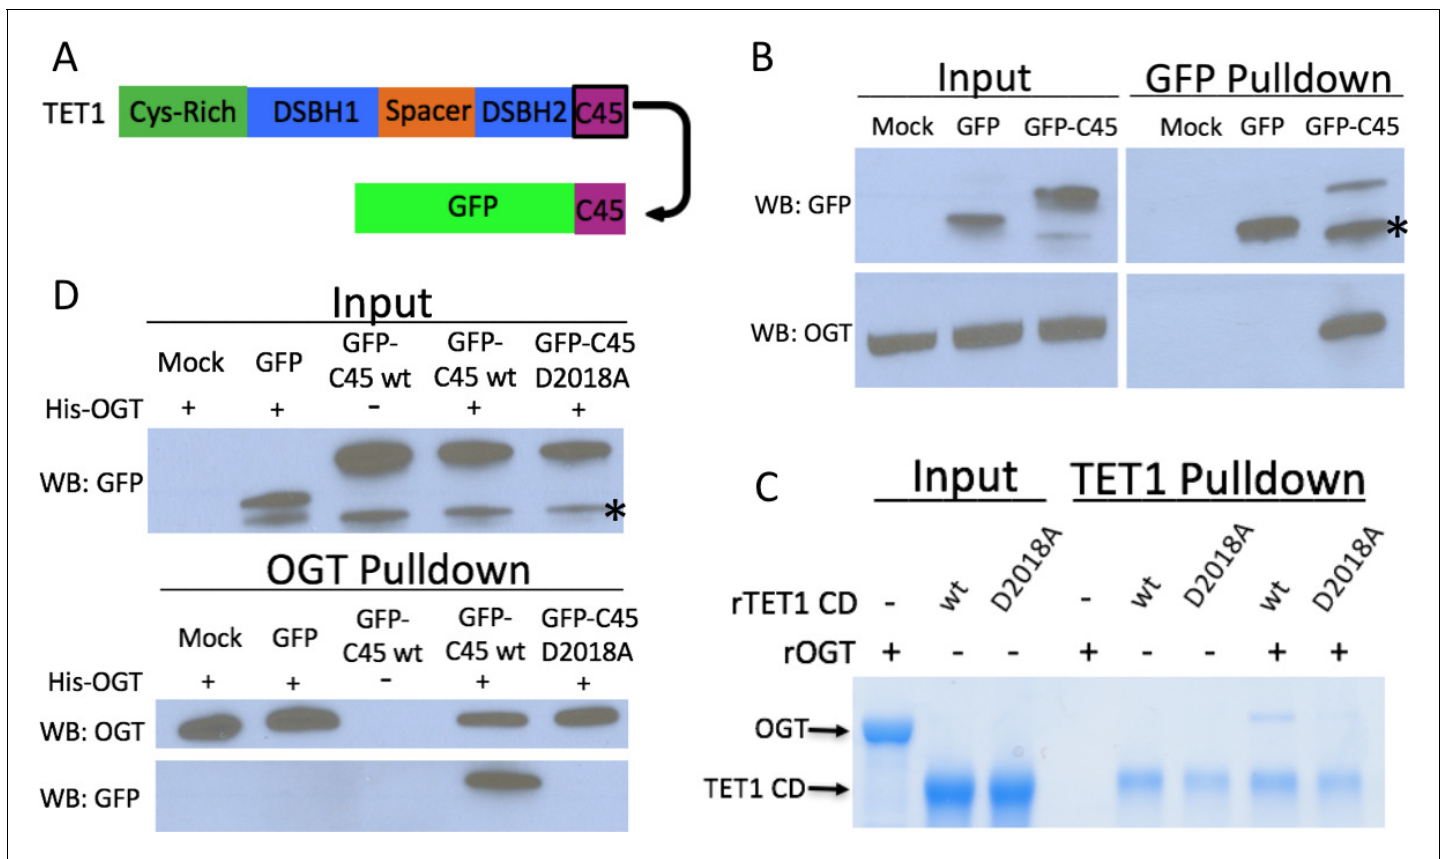 A
TET1 Cys-Rich DSBH1 Spacer DSBH2 C45
GFP C45
B
Input GFP Pulldown
Mock GFP GFP-C45 Mock GFP GFP-C45
WB: GFP
*
WB: OGT
D
Input
Mock GFP GFP- GFP- GFP-C45
C45 wt C45 wt D2018A
His-OGT + + - + +
WB: GFP
*
OGT Pulldown
Mock GFP GFP- GFP- GFP-C45
C45 wt C45 wt D2018A
His-OGT + + - + +
WB: OGT
WB: GFP
C
Input TET1 Pulldown
rTET1 CD - wt D2018A - wt D2018A wt D2018A
rOGT + - - + - - + +
OGT
TET1 CD